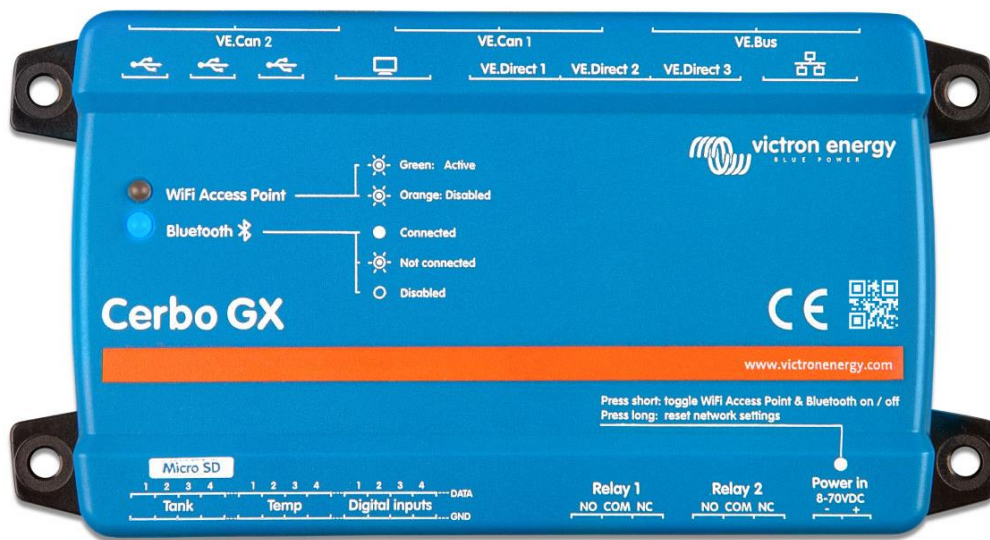 VE.Can 2 VE.Can 1 VE.Bus
VE.Direct 1 VE.Direct 2 VE.Direct 3
victron energy
BLUE POWER
WiFi Access Point
Green: Active
Orange: Disabled
Bluetooth
Connected
Not connected
Disabled
Cerbo GX
CE
www.victronenergy.com
Press short: toggle WiFi Access Point & Bluetooth on / off
Press long: reset network settings
Micro SD
1 2 3 4 1 2 3 4 1 2 3 4 DATA
Tank Temp Digital inputs
GND
Relay 1
NO COM NC
Relay 2
NO COM NC
Power in
8-70VDC
- +